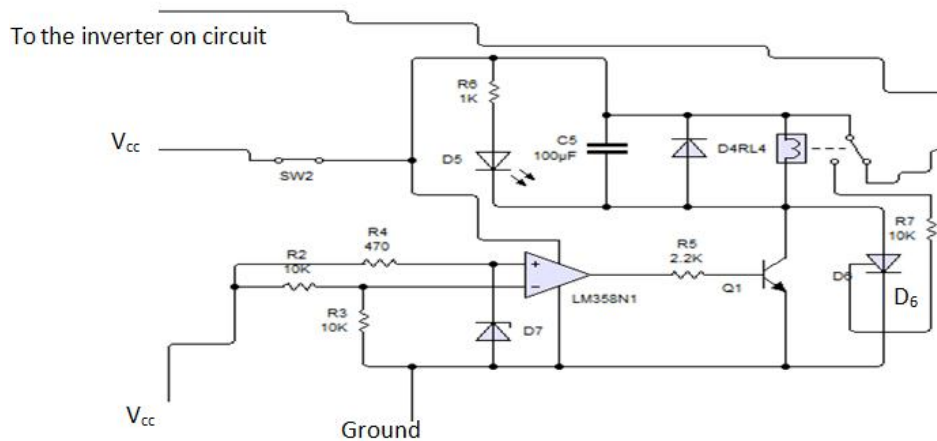 To the inverter on circuit
R6
1K
Vcc
C5
100µF
D4RL4
D5
SW2
R4
470
R7
10K
R2
10K
R5
2.2K
+
−
D6
D6
LM358N1
Q1
R3
10K
D7
Vcc
Ground